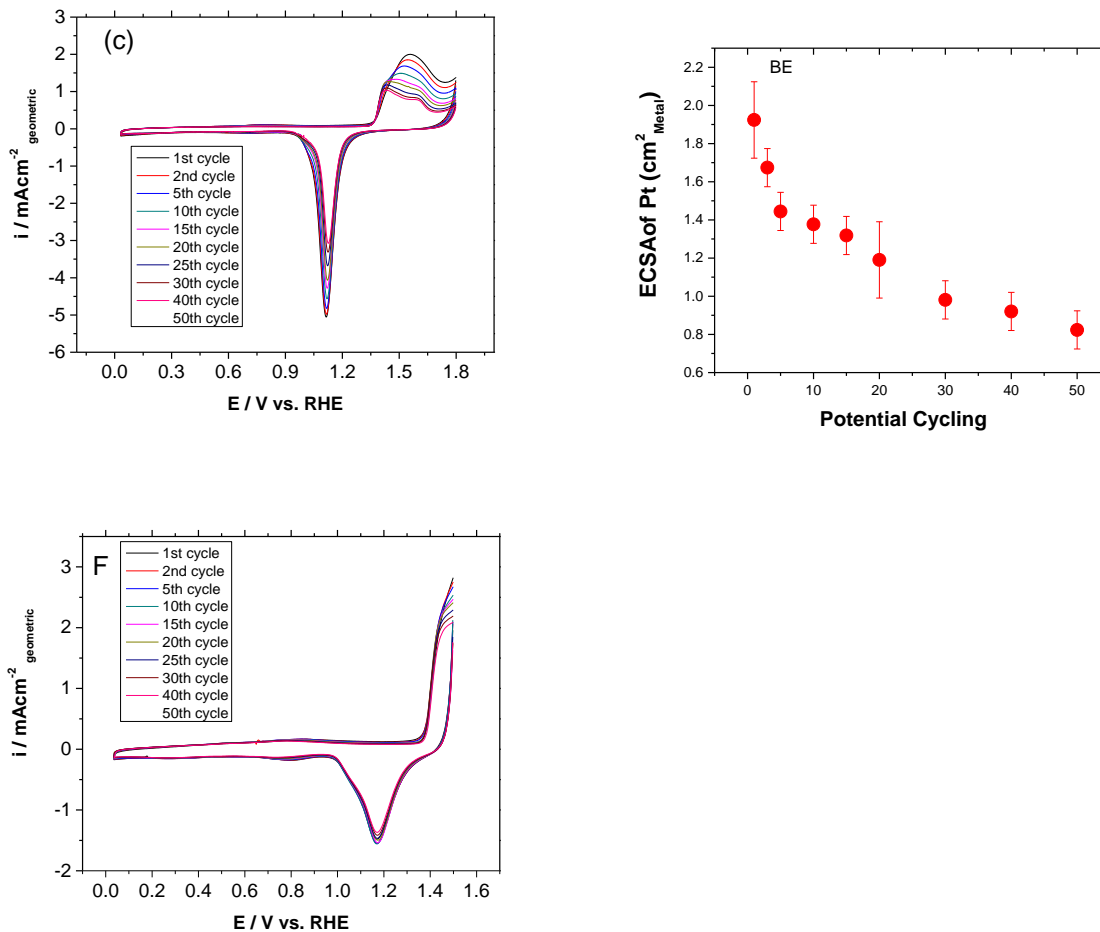 (c)
3
2
1
0
-1
-2
-3
-4
-5
-6
i / mAcm-2 geometric
1st cycle
2nd cycle
5th cycle
10th cycle
15th cycle
20th cycle
25th cycle
30th cycle
40th cycle
50th cycle
0.0 0.3 0.6 0.9 1.2 1.5 1.8
E / V vs. RHE
BE
2.2
2.0
1.8
1.6
1.4
1.2
1.0
0.8
0.6
ECSAof Pt (cm2 Metal)
0 10 20 30 40 50
Potential Cycling
F
3
2
1
0
-1
-2
i / mAcm-2 geometric
1st cycle
2nd cycle
5th cycle
10th cycle
15th cycle
20th cycle
25th cycle
30th cycle
40th cycle
50th cycle
0.0 0.2 0.4 0.6 0.8 1.0 1.2 1.4 1.6
E / V vs. RHE